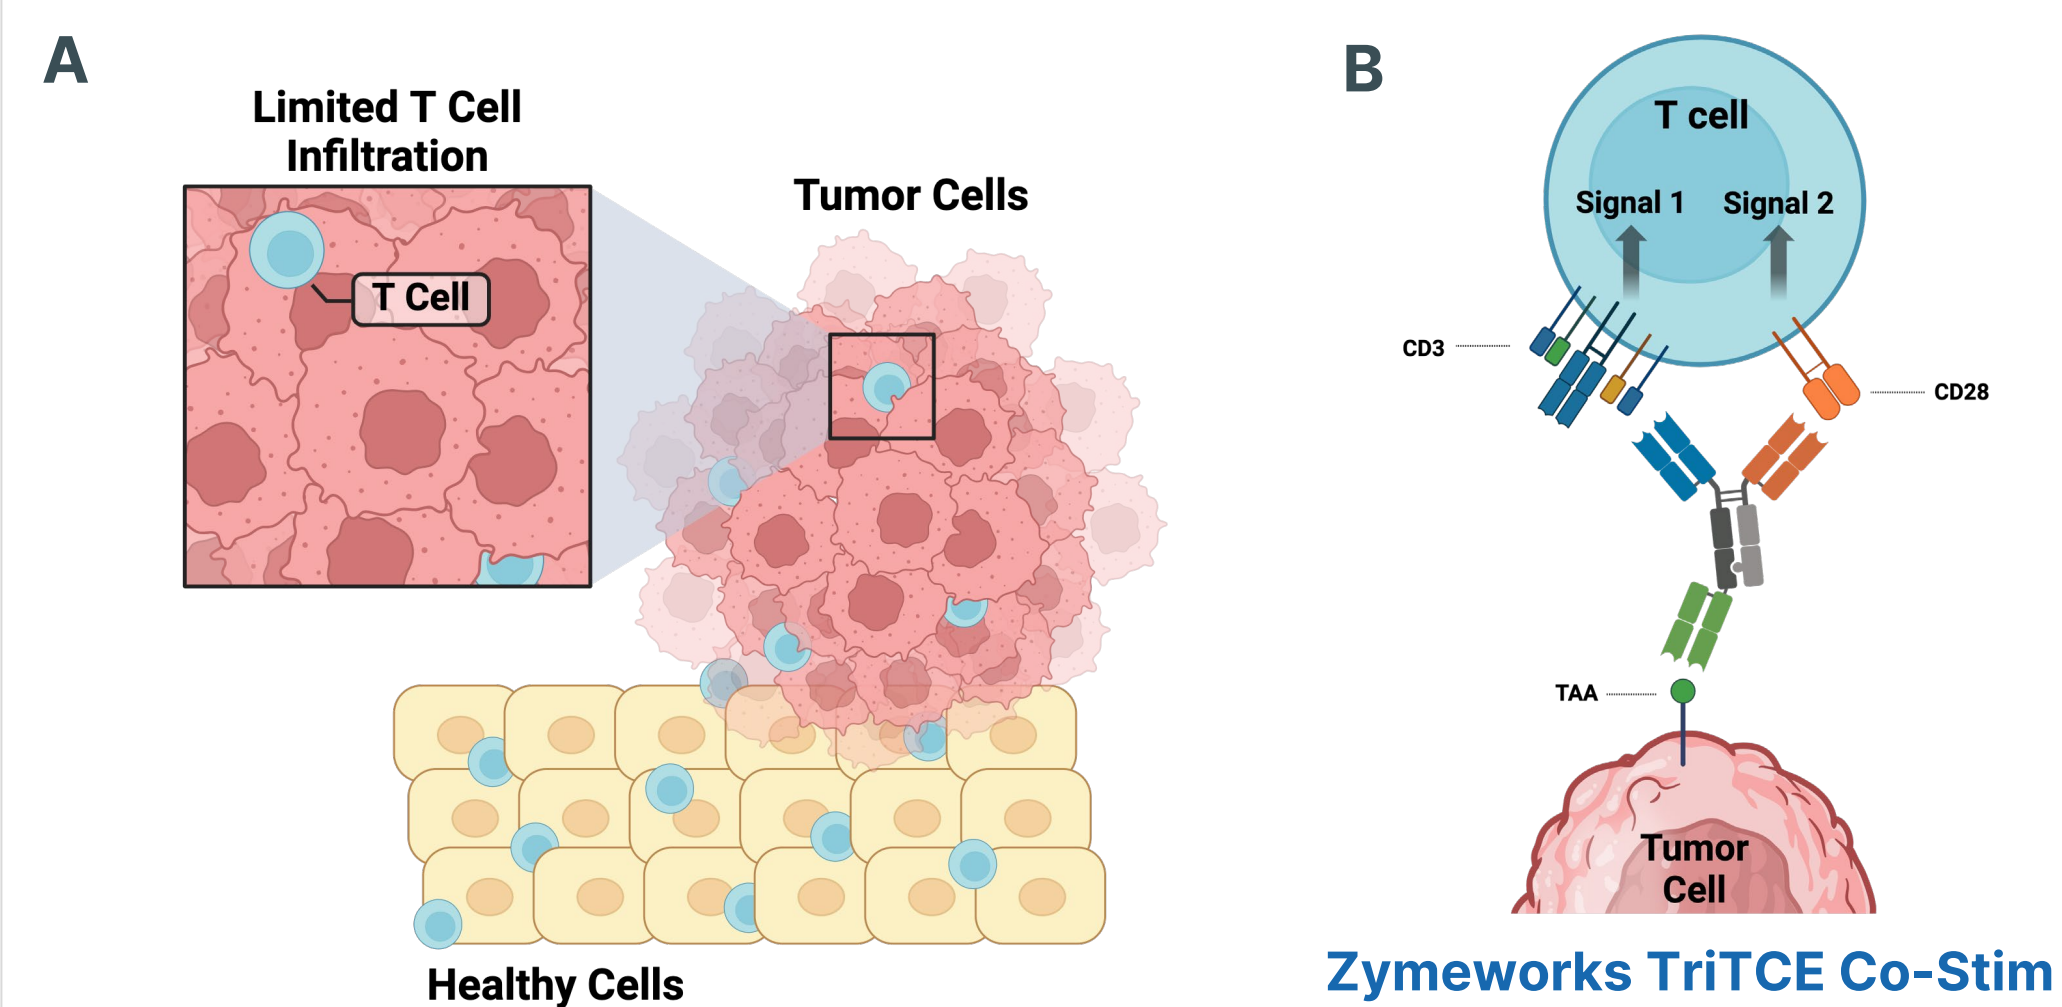 A
Limited T Cell
Infiltration
T Cell
Tumor Cells
Healthy Cells
B
T cell
Signal 1
Signal 2
CD3
CD28
TAA
Tumor
Cell
Zymeworks TriTCE Co-Stim